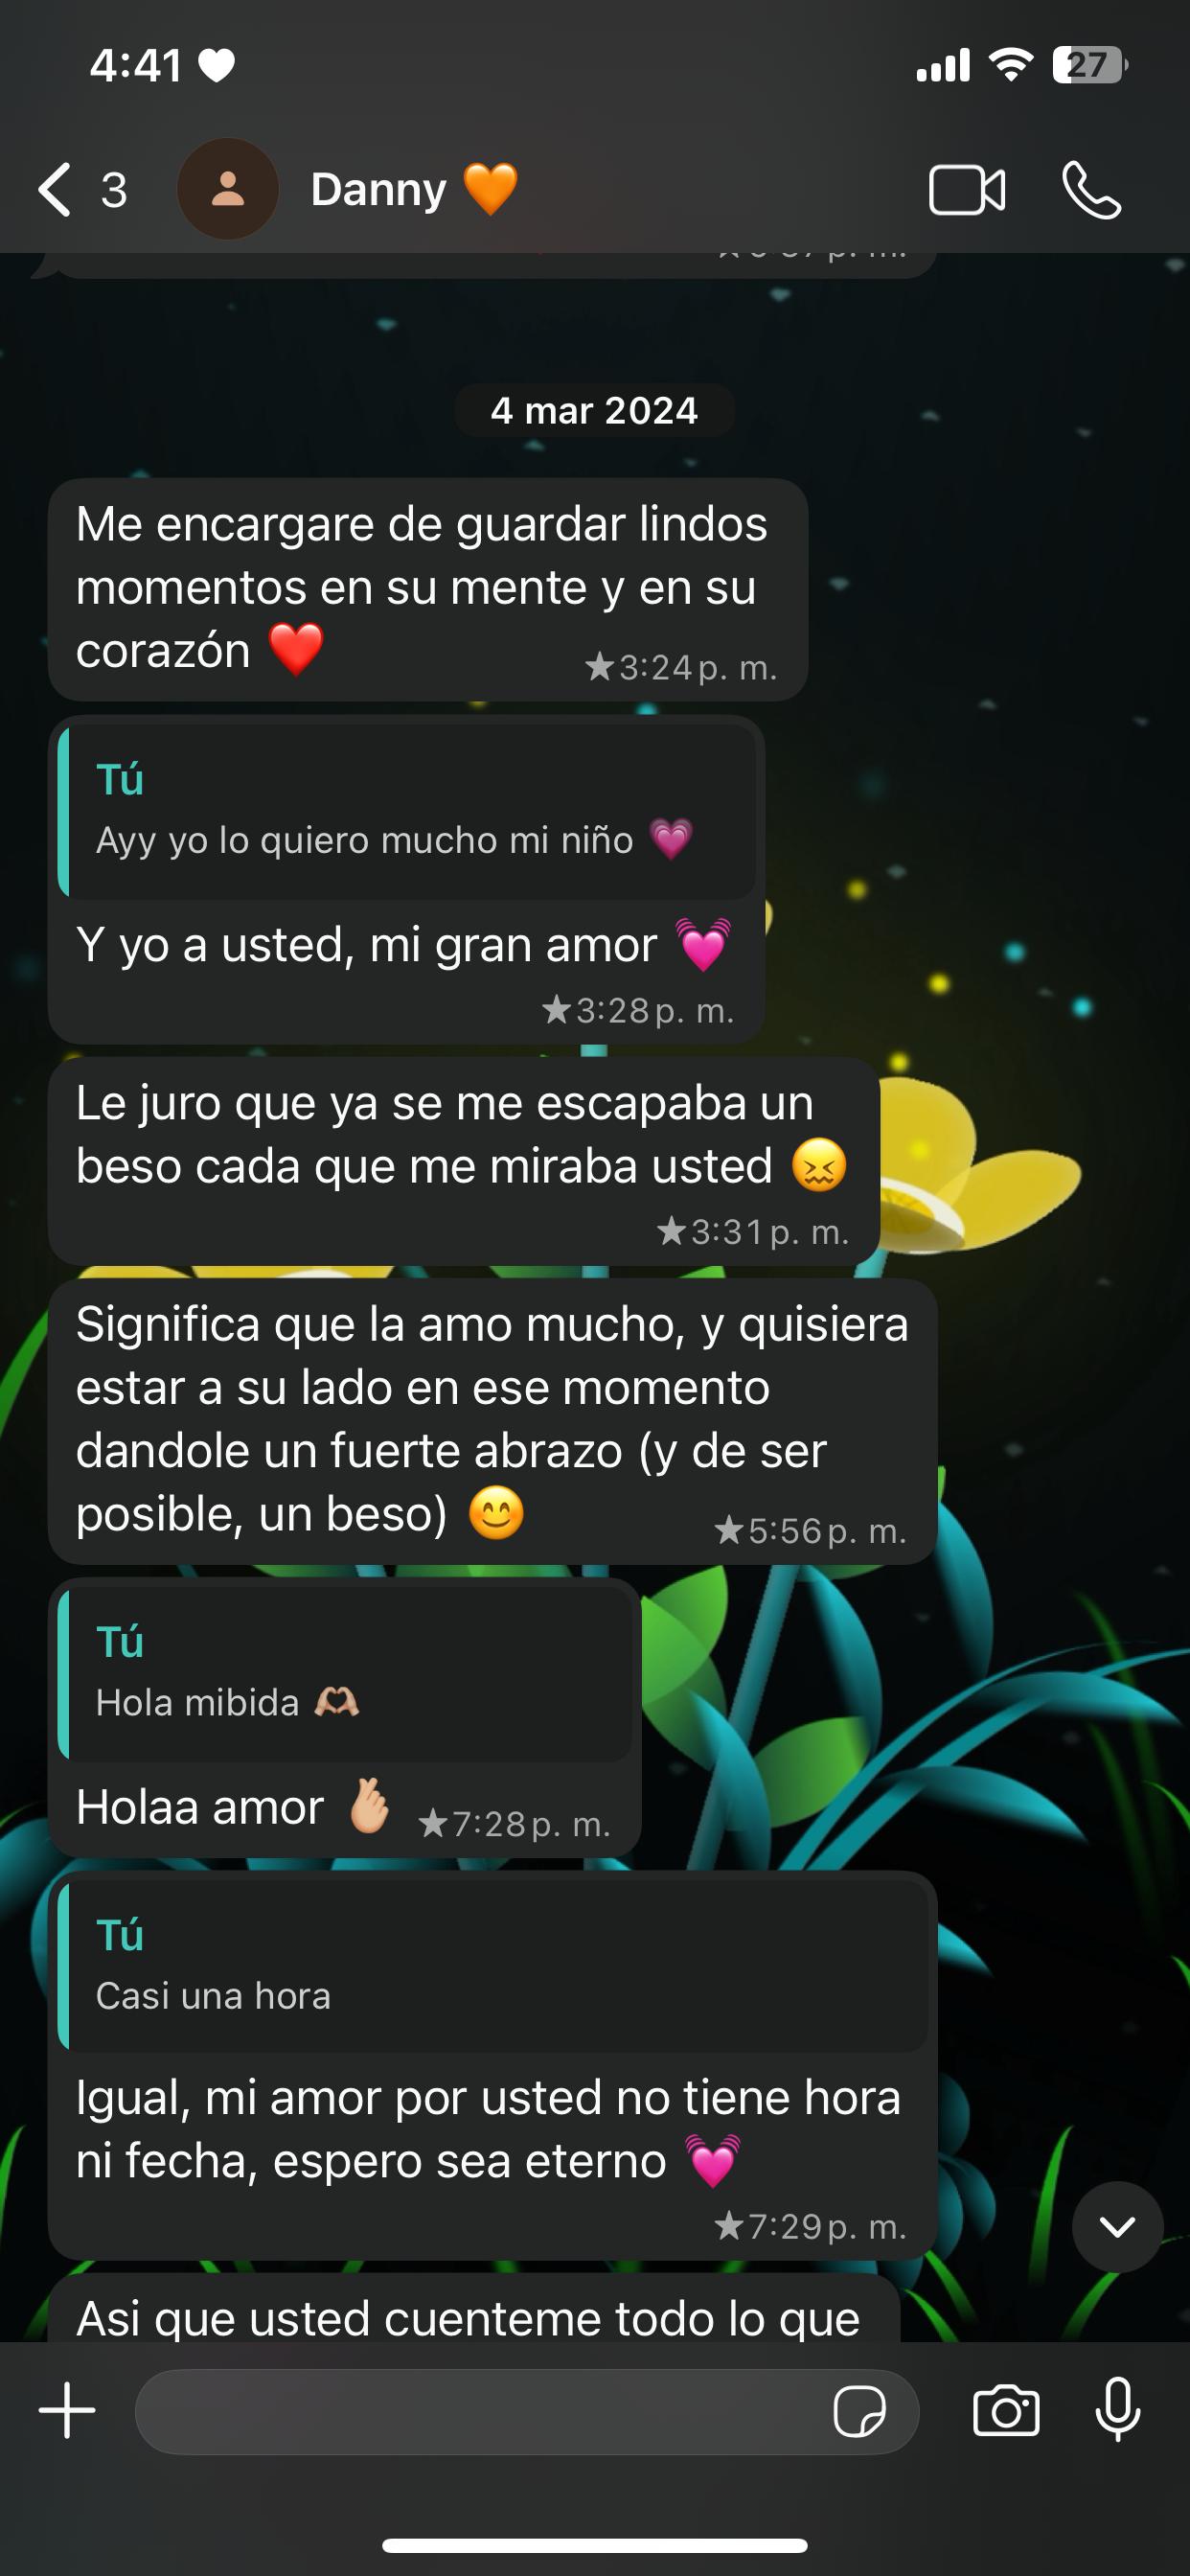 4:41
27
3
Danny 🧡
4 mar 2024
Me encargare de guardar lindos
momentos en su mente y en su
corazón ❤️
★3:24 p. m.
Tú
Ayy yo lo quiero mucho mi niño 💗
Y yo a usted, mi gran amor 💓
★3:28 p. m.
Le juro que ya se me escapaba un
beso cada que me miraba usted 😖
★3:31 p. m.
Significa que la amo mucho, y quisiera
estar a su lado en ese momento
dandole un fuerte abrazo (y de ser
posible, un beso) 😊
★5:56 p. m.
Tú
Hola mibida 🫶🏼
Holaa amor 🫰🏼
★7:28 p. m.
Tú
Casi una hora
Igual, mi amor por usted no tiene hora
ni fecha, espero sea eterno 💓
★7:29 p. m.
Asi que usted cuenteme todo lo que